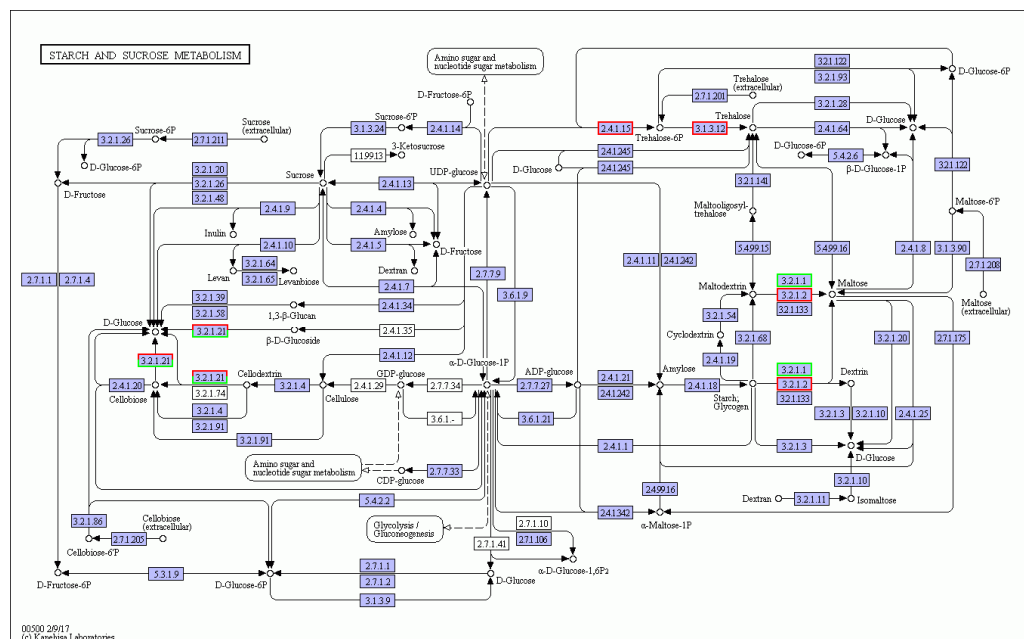 STARCH AND SUCROSE METABOLISM
Amino sugar and
nucleotide sugar metabolism
3.2.1.122
3.2.1.93
D-Glucose-6P
Trehalose
(extracellular)
2.7.1.201
D-Fructose-6P
3.2.1.28
Sucrose-6'P
Trehalose
D-Glucose
Sucrose
(extracellular)
Sucrose-6P
3.2.1.26
2.7.1.211
3.1.3.24
2.4.1.14
2.4.1.15
Trehalose-6P
3.1.3.12
2.4.1.64
3-Ketosucrose
1.1.99.13
2.4.1.245
D-Glucose-6P
5.4.2.6
D-Glucose-6P
D-Glucose
2.4.1.245
β-D-Glucose-1P
3.2.1.122
3.2.1.20
3.2.1.26
3.2.1.48
Sucrose
2.4.1.13
UDP-glucose
3.2.1.141
D-Fructose
2.4.1.9
2.4.1.4
Maltooligosyl-
trehalose
Maltose-6'P
Inulin
Amylose
2.4.1.10
2.4.1.5
D-Fructose
5.4.99.15
5.4.99.16
2.4.1.8
3.1.3.90
3.2.1.64
3.2.1.65
Levan
Levanbiose
Dextran
2.4.1.11
2.4.1.242
2.7.1.208
2.7.1.1
2.7.1.4
2.4.1.7
2.7.7.9
3.6.1.9
Maltodextrin
3.2.1.1
3.2.1.2
3.2.1.133
Maltose
Maltose
(extracellular)
3.2.1.39
3.2.1.58
2.4.1.34
1,3-β-Glucan
3.2.1.54
D-Glucose
3.2.1.21
β-D-Glucoside
2.4.1.35
Cyclodextrin
3.2.1.68
3.2.1.20
2.7.1.175
3.2.1.21
2.4.1.12
2.4.1.19
α-D-Glucose-1P
3.2.1.21
3.2.1.74
Cellodextrin
GDP-glucose
ADP-glucose
Amylose
3.2.1.1
3.2.1.2
3.2.1.133
Dextrin
2.4.1.20
3.2.1.4
2.4.1.29
2.7.7.34
2.7.7.27
2.4.1.21
2.4.1.242
2.4.1.18
Cellobiose
Cellulose
Starch;
Glycogen
3.2.1.4
3.2.1.91
3.6.1.-
3.6.1.21
3.2.1.3
3.2.1.10
2.4.1.25
3.2.1.91
2.4.1.1
3.2.1.3
D-Glucose
Amino sugar and
nucleotide sugar metabolism
2.7.7.33
CDP-glucose
3.2.1.10
2.4.99.16
5.4.2.2
Dextran
3.2.1.11
Isomaltose
2.4.1.342
α-Maltose-1P
3.2.1.86
Cellobiose
(extracellular)
Glycolysis /
Gluconeogenesis
2.7.1.10
2.7.1.106
2.7.1.205
Cellobiose-6'P
2.7.1.41
α-D-Glucose-1,6P2
5.3.1.9
2.7.1.1
2.7.1.2
D-Glucose
D-Fructose-6P
D-Glucose-6P
3.1.3.9
00500 2/9/17
(c) Kanehisa Laboratories